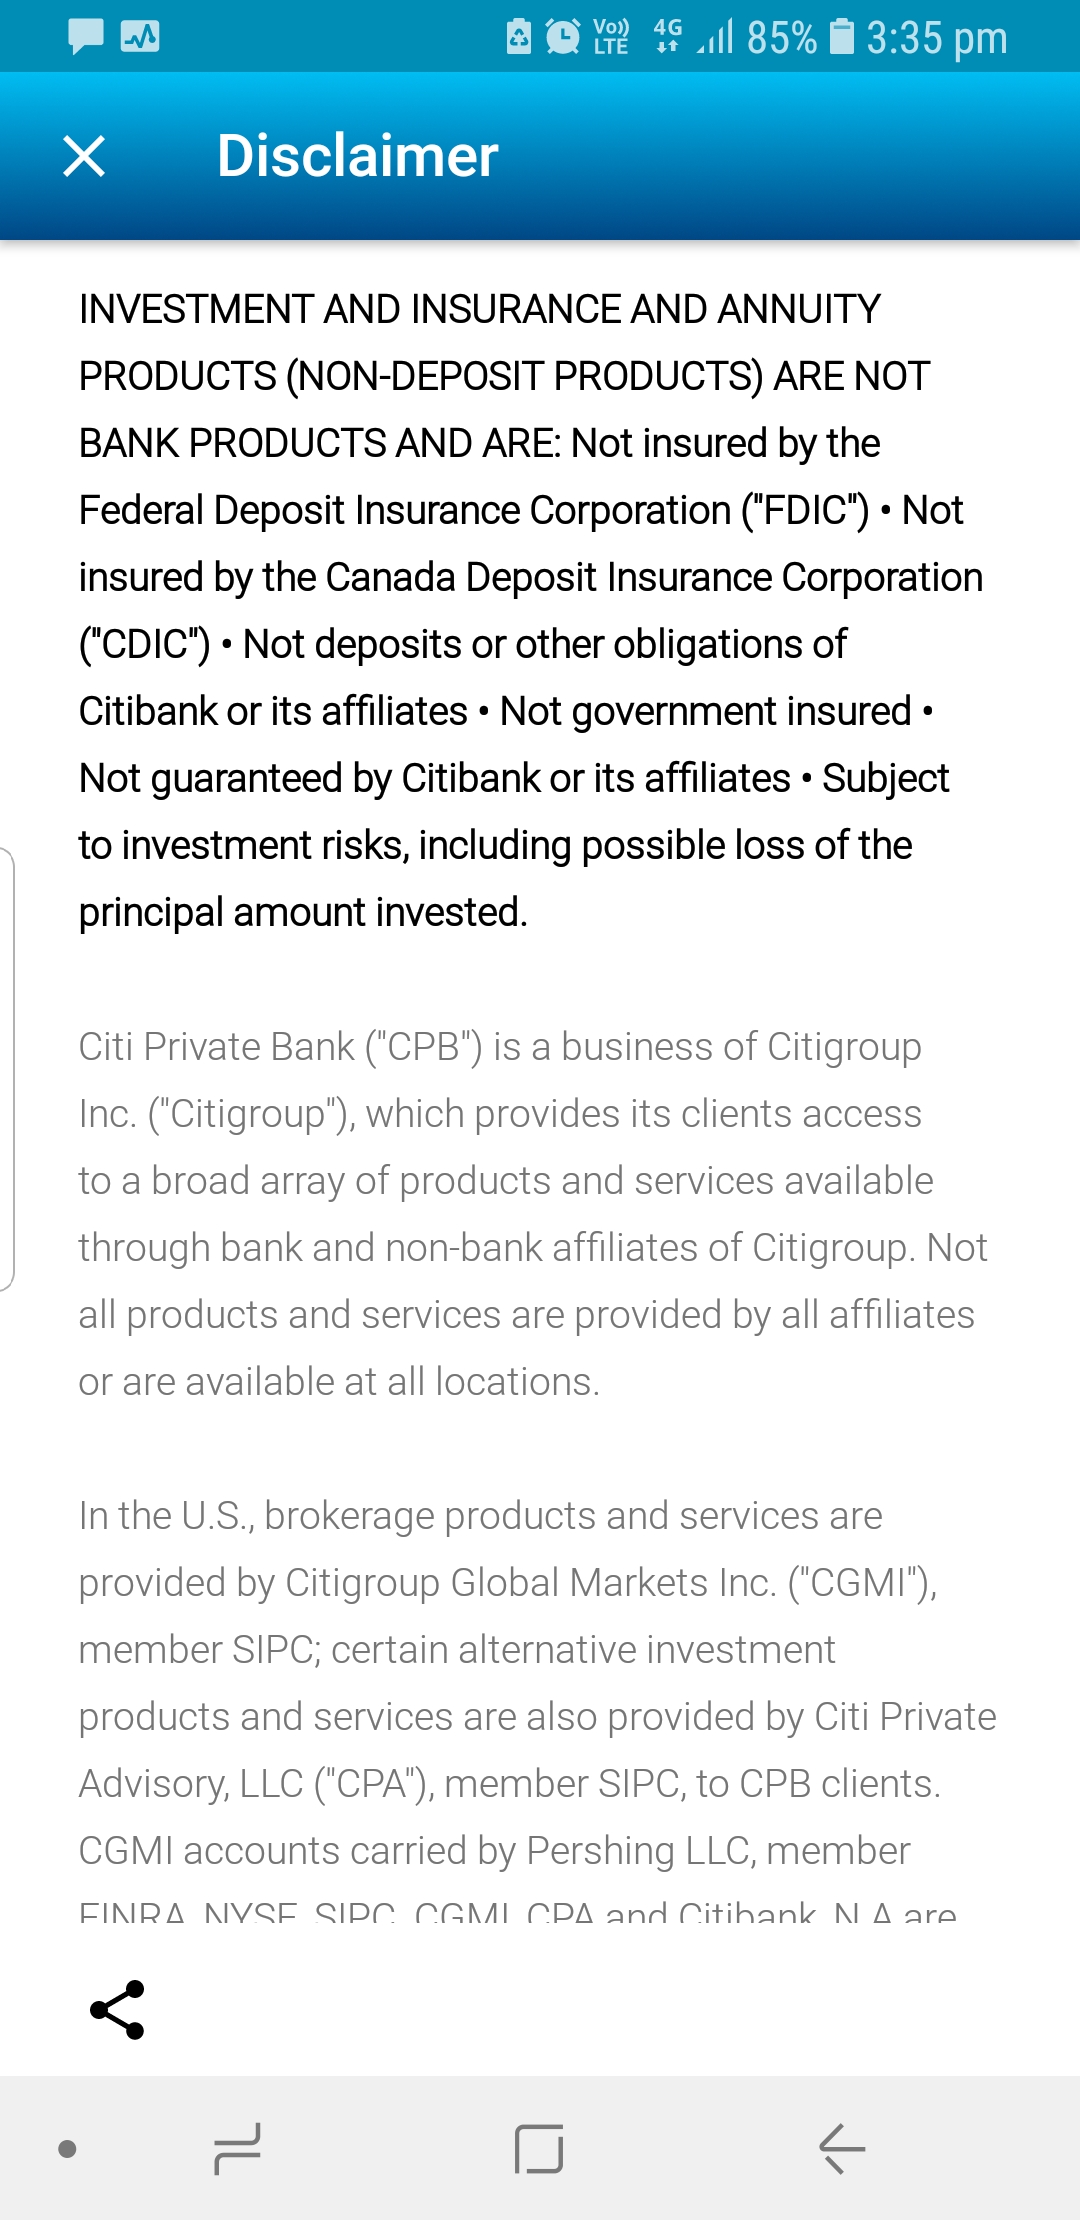 Vo)) LTE 4G 85% 3:35 pm
Disclaimer
INVESTMENT AND INSURANCE AND ANNUITY
PRODUCTS (NON-DEPOSIT PRODUCTS) ARE NOT
BANK PRODUCTS AND ARE: Not insured by the
Federal Deposit Insurance Corporation ("FDIC") • Not
insured by the Canada Deposit Insurance Corporation
("CDIC") • Not deposits or other obligations of
Citibank or its affiliates • Not government insured •
Not guaranteed by Citibank or its affiliates • Subject
to investment risks, including possible loss of the
principal amount invested.
Citi Private Bank ("CPB") is a business of Citigroup
Inc. ("Citigroup"), which provides its clients access
to a broad array of products and services available
through bank and non-bank affiliates of Citigroup. Not
all products and services are provided by all affiliates
or are available at all locations.
In the U.S., brokerage products and services are
provided by Citigroup Global Markets Inc. ("CGMI"),
member SIPC; certain alternative investment
products and services are also provided by Citi Private
Advisory, LLC ("CPA"), member SIPC, to CPB clients.
CGMI accounts carried by Pershing LLC, member
FINRA, NYSE, SIPC. CGMI, CPA and Citibank, N.A are